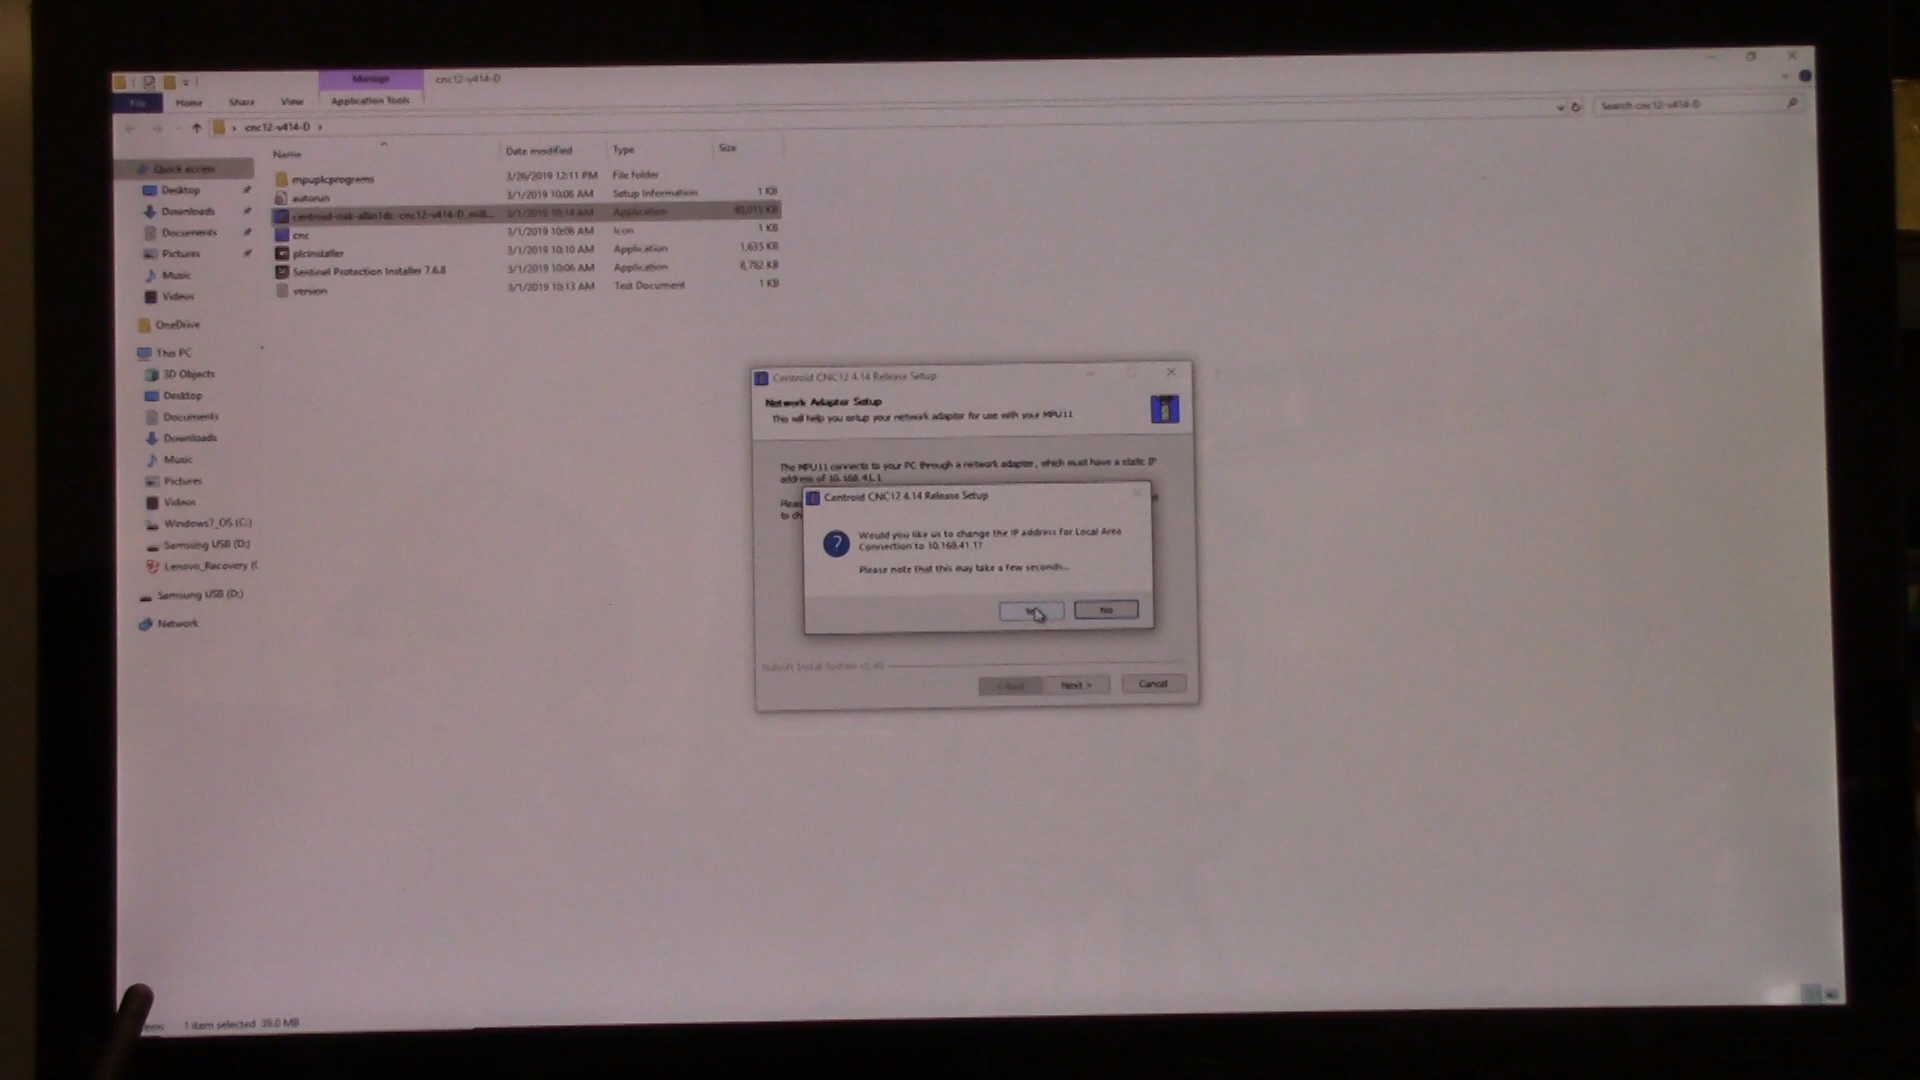 Manage
cnc12-v414-D
File
Home
Share
View
Application Tools
cnc12-v414-D
Search cnc12-v414-D
Name
Date modified
Type
Size
Quick access
Desktop
Downloads
Documents
Pictures
Music
Videos
OneDrive
This PC
3D Objects
Desktop
Documents
Downloads
Music
Pictures
Videos
Windows7_OS (C:)
Samsung USB (D:)
Lenovo_Recovery (
Samsung USB (D:)
Network
mpuplcprograms 3/26/2019 12:11 PM File folder
autorun 3/1/2019 10:06 AM Setup Information 1 KB
centroid-oak-allin1dc-cnc12-v414-D_mill... 3/1/2019 10:14 AM Application 40,015 KB
cnc 3/1/2019 10:06 AM Icon 1 KB
plcinstaller 3/1/2019 10:10 AM Application 1,635 KB
Sentinel Protection Installer 7.6.8 3/1/2019 10:06 AM Application 8,782 KB
version 3/1/2019 10:13 AM Text Document 1 KB
Centroid CNC12 4.14 Release Setup
Network Adapter Setup
This will help you setup your network adapter for use with your MPU11
The MPU11 connects to your PC through a network adapter, which must have a static IP
address of 10.168.41.1
Centroid CNC12 4.14 Release Setup
Would you like us to change the IP address for Local Area
Connection to 10.168.41.1?
Please note that this may take a few seconds...
No
Nullsoft Install System v2.46
< Back
Next >
Cancel
1 item selected 39.0 MB